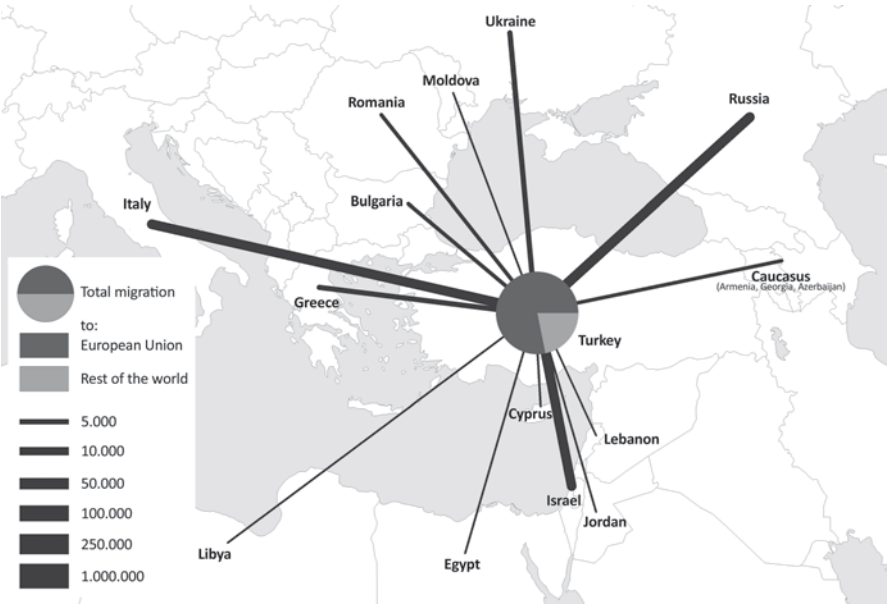 Ukraine
Moldova
Romania
Russia
Bulgaria
Italy
Caucasus
(Armenia, Georgia, Azerbaijan)
Greece
Turkey
Total migration
to:
European Union
Rest of the world
Cyprus
Lebanon
Israel
Jordan
Libya
Egypt
5.000
10.000
50.000
100.000
250.000
1.000.000